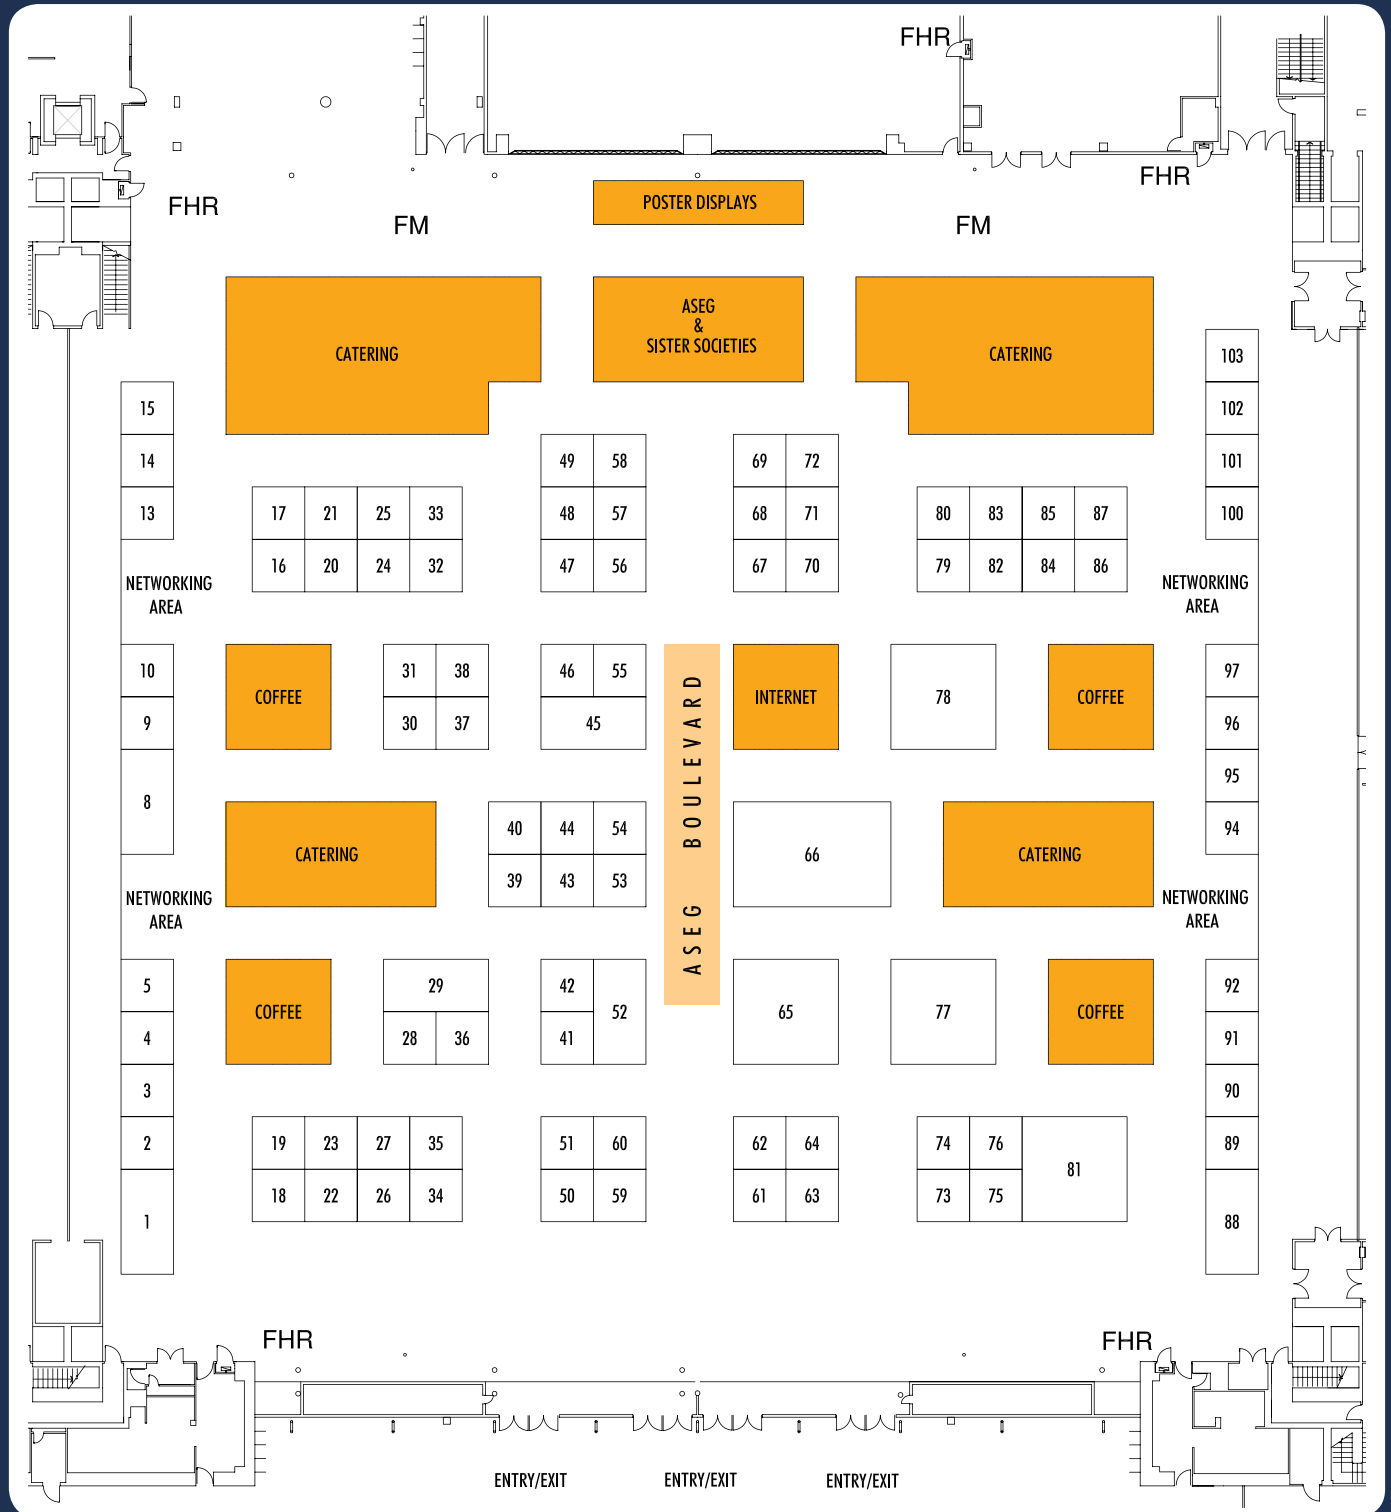 FHR
FHR
FHR
POSTER DISPLAYS
FM
FM
CATERING
ASEG
&
SISTER SOCIETIES
CATERING
103
15
102
14
49 58
69 72
101
13
17 21 25 33
48 57
68 71
80 83 85 87
100
16 20 24 32
47 56
67 70
79 82 84 86
NETWORKING
AREA
NETWORKING
AREA
10
COFFEE
31 38
46 55
INTERNET
78
COFFEE
97
9
30 37
45
96
ASEG BOULEVARD
95
8
CATERING
40 44 54
66
CATERING
94
39 43 53
NETWORKING
AREA
NETWORKING
AREA
5
COFFEE
29
42
52
65
77
COFFEE
92
4
28 36
41
91
3
90
2
19 23 27 35
51 60
62 64
74 76
81
89
18 22 26 34
50 59
61 63
73 75
1
88
FHR
FHR
ENTRY/EXIT
ENTRY/EXIT
ENTRY/EXIT